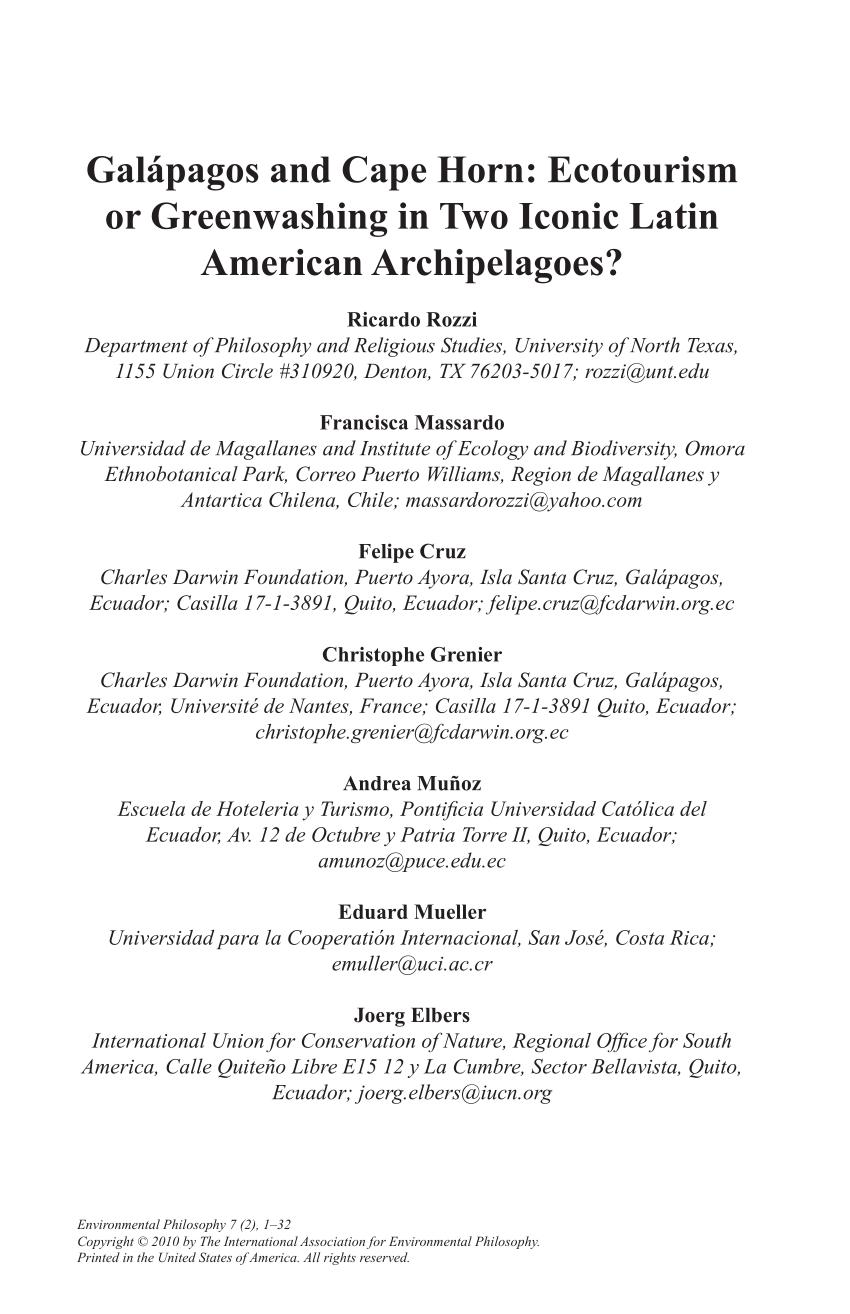 Galápagos and Cape Horn: Ecotourism
or Greenwashing in Two Iconic Latin
American Archipelagoes?
Ricardo Rozzi
Department of Philosophy and Religious Studies, University of North Texas,
1155 Union Circle #310920, Denton, TX 76203-5017; rozzi@unt.edu
Francisca Massardo
Universidad de Magallanes and Institute of Ecology and Biodiversity, Omora
Ethnobotanical Park, Correo Puerto Williams, Region de Magallanes y
Antartica Chilena, Chile; massardorozzi@yahoo.com
Felipe Cruz
Charles Darwin Foundation, Puerto Ayora, Isla Santa Cruz, Galápagos,
Ecuador; Casilla 17-1-3891, Quito, Ecuador; felipe.cruz@fcdarwin.org.ec
Christophe Grenier
Charles Darwin Foundation, Puerto Ayora, Isla Santa Cruz, Galápagos,
Ecuador, Université de Nantes, France; Casilla 17-1-3891 Quito, Ecuador;
christophe.grenier@fcdarwin.org.ec
Andrea Muñoz
Escuela de Hoteleria y Turismo, Pontificia Universidad Católica del
Ecuador, Av. 12 de Octubre y Patria Torre II, Quito, Ecuador;
amunoz@puce.edu.ec
Eduard Mueller
Universidad para la Cooperatión Internacional, San José, Costa Rica;
emuller@uci.ac.cr
Joerg Elbers
International Union for Conservation of Nature, Regional Office for South
America, Calle Quiteño Libre E15 12 y La Cumbre, Sector Bellavista, Quito,
Ecuador; joerg.elbers@iucn.org
Environmental Philosophy 7 (2), 1–32
Copyright © 2010 by The International Association for Environmental Philosophy.
Printed in the United States of America. All rights reserved.